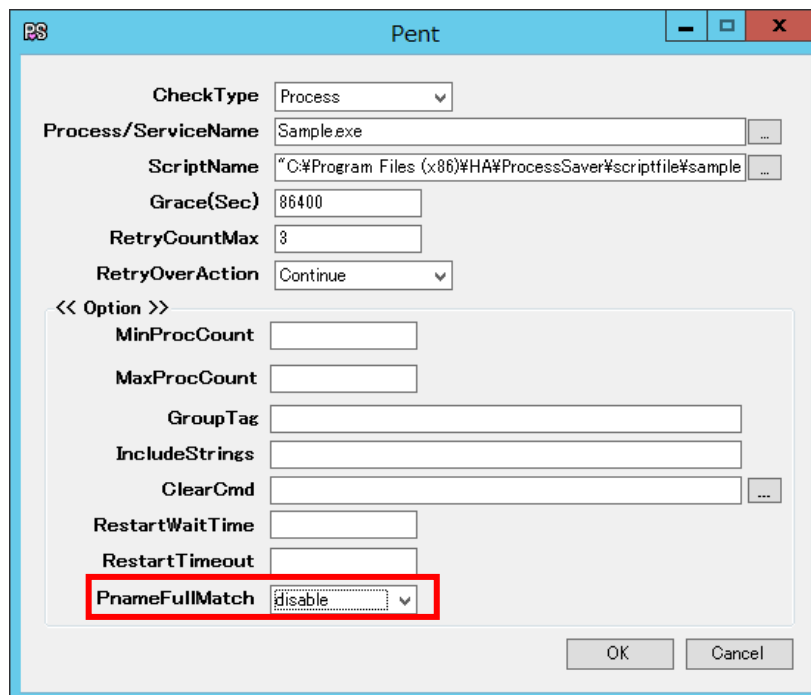 PS Pent
CheckType Process
Process/ServiceName Sample.exe ...
ScriptName "C:¥Program Files (x86)¥HA¥ProcessSaver¥scriptfile¥sample ...
Grace(Sec) 86400
RetryCountMax 3
RetryOverAction Continue
<< Option >>
MinProcCount
MaxProcCount
GroupTag
IncludeStrings
ClearCmd ...
RestartWaitTime
RestartTimeout
PnameFullMatch disable
OK Cancel